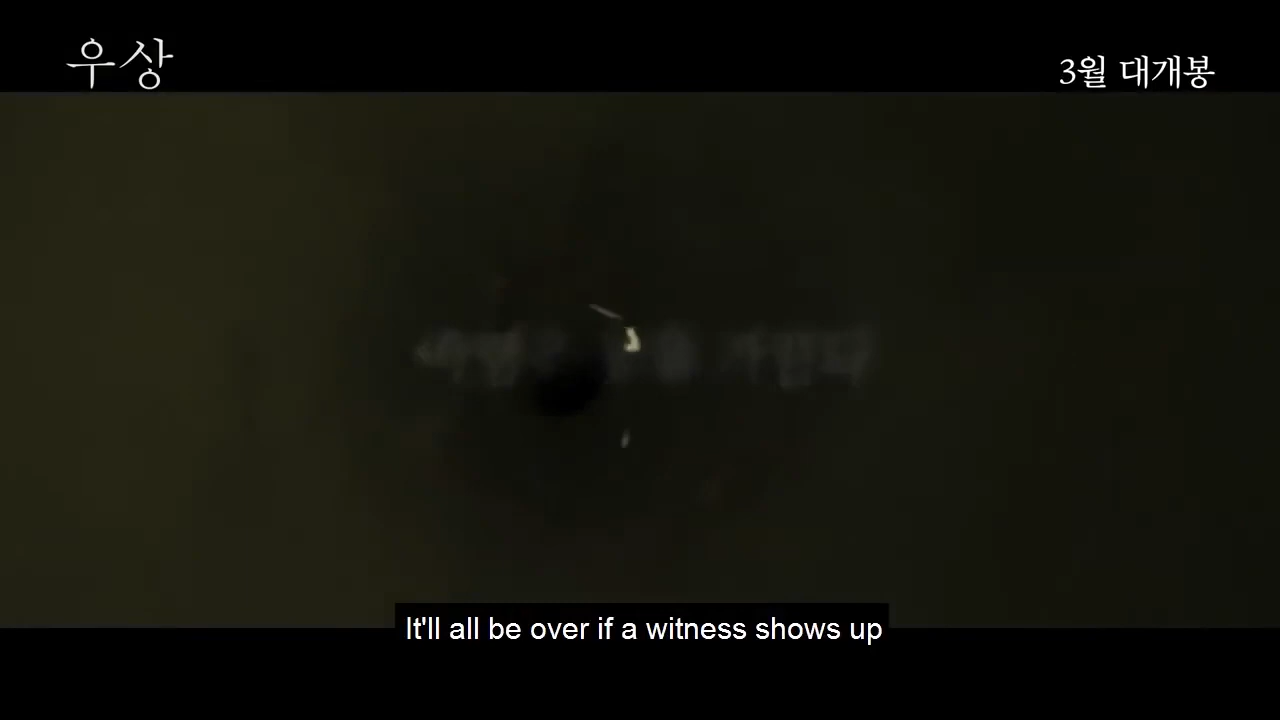 우상
3월 대개봉
It'll all be over if a witness shows up